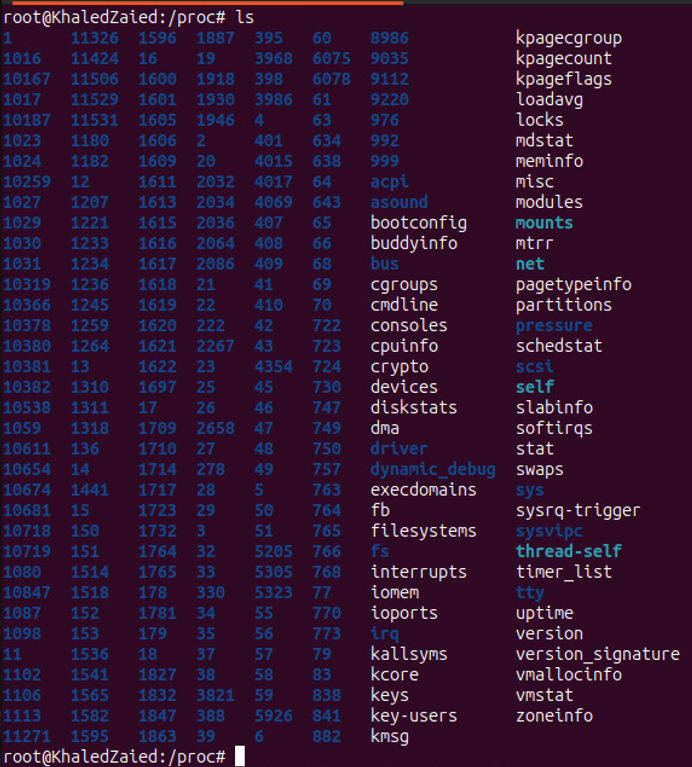 root@KhaledZaied:/proc# ls
1 11326 1596 1887 395 60 8986 kpagecgroup
1016 11424 16 19 3968 6075 9035 kpagecount
10167 11506 1600 1918 398 6078 9112 kpageflags
1017 11529 1601 1930 3986 61 9220 loadavg
10187 11531 1605 1946 4 63 976 locks
1023 1180 1606 2 401 634 992 mdstat
1024 1182 1609 20 4015 638 999 meminfo
10259 12 1611 2032 4017 64 acpi misc
1027 1207 1613 2034 4069 643 asound modules
1029 1221 1615 2036 407 65 bootconfig mounts
1030 1233 1616 2064 408 66 buddyinfo mtrr
1031 1234 1617 2086 409 68 bus net
10319 1236 1618 21 41 69 cgroups pagetypeinfo
10366 1245 1619 22 410 70 cmdline partitions
10378 1259 1620 222 42 722 consoles pressure
10380 1264 1621 2267 43 723 cpuinfo schedstat
10381 13 1622 23 4354 724 crypto scsi
10382 1310 1697 25 45 730 devices self
10538 1311 17 26 46 747 diskstats slabinfo
1059 1318 1709 2658 47 749 dma softirqs
10611 136 1710 27 48 750 driver stat
10654 14 1714 278 49 757 dynamic_debug swaps
10674 1441 1717 28 5 763 execdomains sys
10681 15 1723 29 50 764 fb sysrq-trigger
10718 150 1732 3 51 765 filesystems sysvipc
10719 151 1764 32 5205 766 fs thread-self
1080 1514 1765 33 5305 768 interrupts timer_list
10847 1518 178 330 5323 77 iomem tty
1087 152 1781 34 55 770 ioports uptime
1098 153 179 35 56 773 irq version
11 1536 18 37 57 79 kallsyms version_signature
1102 1541 1827 38 58 83 kcore vmallocinfo
1106 1565 1832 3821 59 838 keys vmstat
1113 1582 1847 388 5926 841 key-users zoneinfo
11271 1595 1863 39 6 882 kmsg
root@KhaledZaied:/proc#